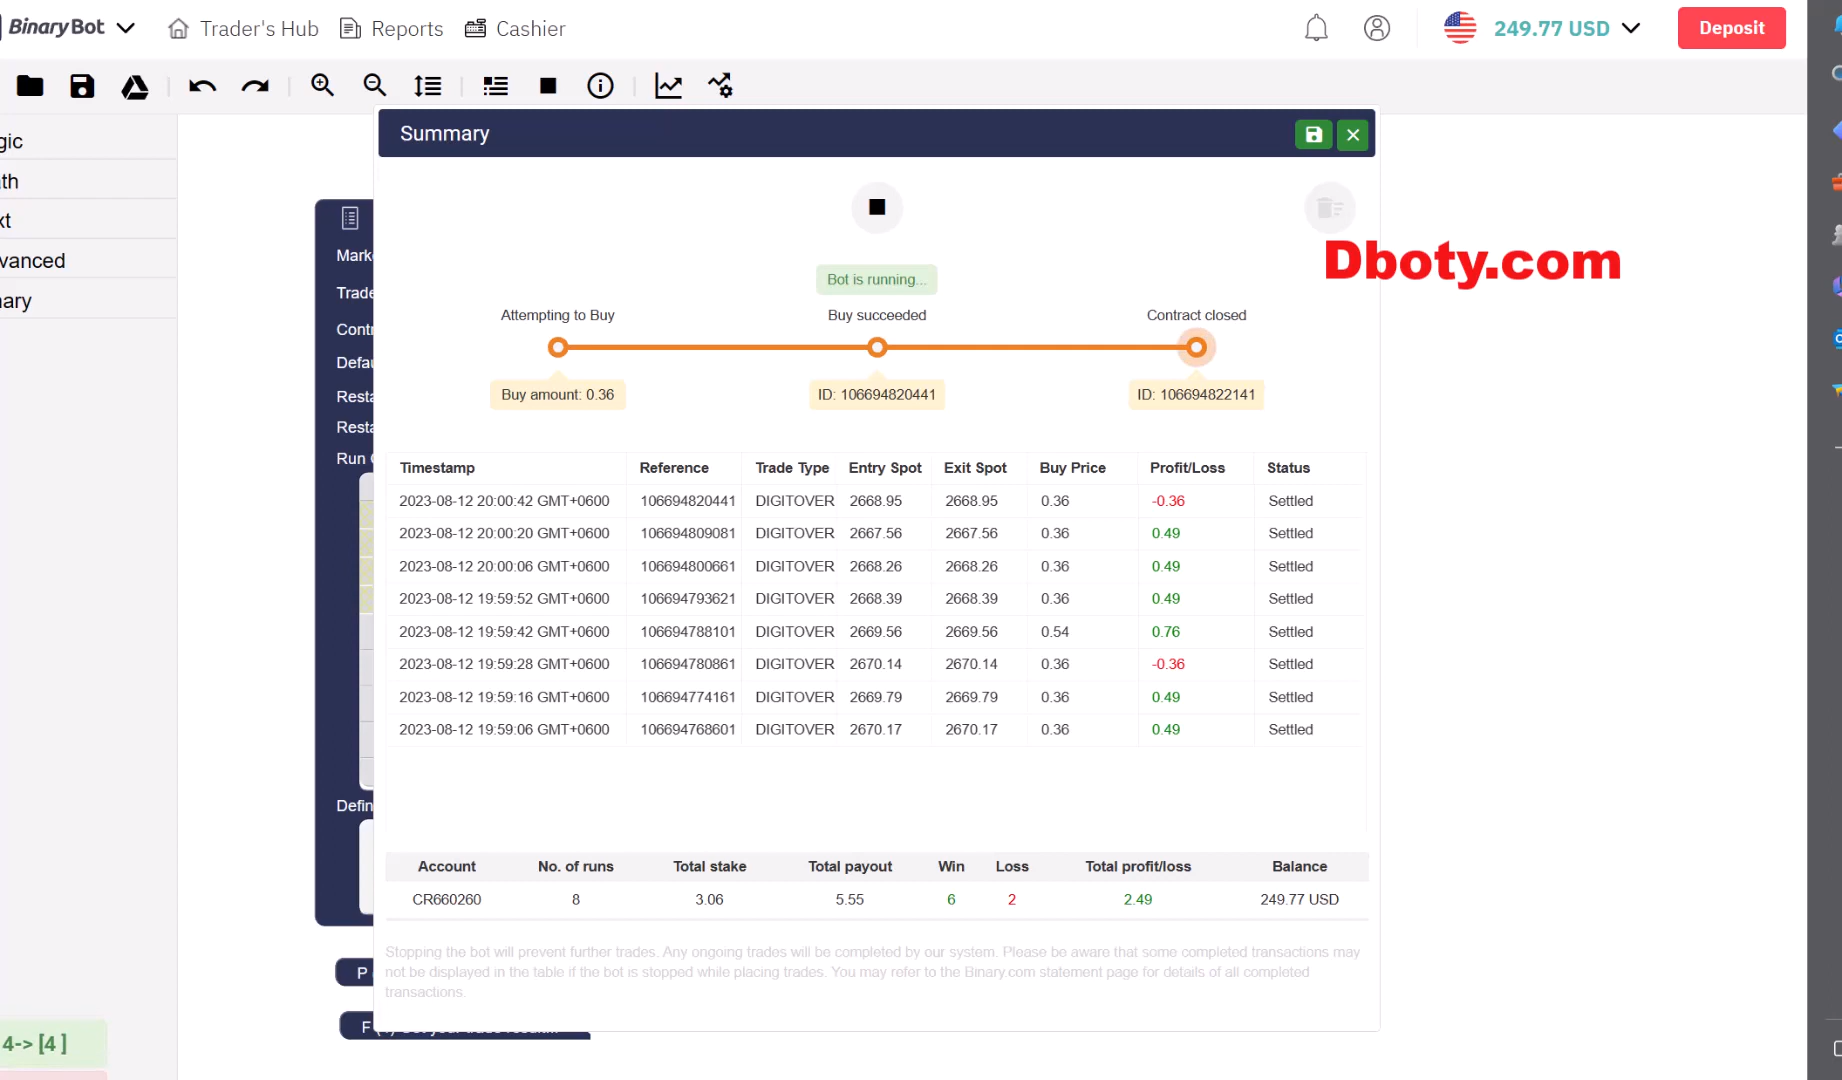 BinaryBot
Trader's Hub
Reports
Cashier
249.77 USD
Deposit
gic
th
xt
vanced
ary
Summary
Dboty.com
Bot is running...
Attempting to Buy
Buy succeeded
Contract closed
Buy amount: 0.36
ID: 106694820441
ID: 106694822141
Mark
Trade
Contr
Defau
Resta
Resta
Run
Defin
Timestamp Reference Trade Type Entry Spot Exit Spot Buy Price Profit/Loss Status
2023-08-12 20:00:42 GMT+0600 106694820441 DIGITOVER 2668.95 2668.95 0.36 -0.36 Settled
2023-08-12 20:00:20 GMT+0600 106694809081 DIGITOVER 2667.56 2667.56 0.36 0.49 Settled
2023-08-12 20:00:06 GMT+0600 106694800661 DIGITOVER 2668.26 2668.26 0.36 0.49 Settled
2023-08-12 19:59:52 GMT+0600 106694793621 DIGITOVER 2668.39 2668.39 0.36 0.49 Settled
2023-08-12 19:59:42 GMT+0600 106694788101 DIGITOVER 2669.56 2669.56 0.54 0.76 Settled
2023-08-12 19:59:28 GMT+0600 106694780861 DIGITOVER 2670.14 2670.14 0.36 -0.36 Settled
2023-08-12 19:59:16 GMT+0600 106694774161 DIGITOVER 2669.79 2669.79 0.36 0.49 Settled
2023-08-12 19:59:06 GMT+0600 106694768601 DIGITOVER 2670.17 2670.17 0.36 0.49 Settled
Account No. of runs Total stake Total payout Win Loss Total profit/loss Balance
CR660260 8 3.06 5.55 6 2 2.49 249.77 USD
Stopping the bot will prevent further trades. Any ongoing trades will be completed by our system. Please be aware that some completed transactions may
not be displayed in the table if the bot is stopped while placing trades. You may refer to the Binary.com statement page for details of all completed
transactions.
P
F
4-> [4 ]